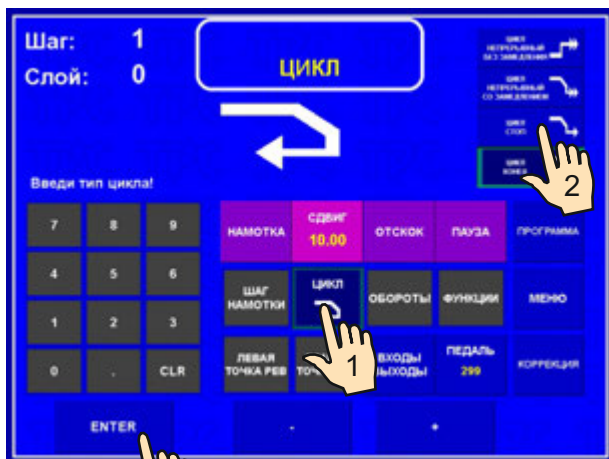 Шаг: 1
Слой: 0
ЦИКЛ
ЦИКЛ
НЕПРЕРЫВНЫЙ
БЕЗ ЗАМЕДЛЕНИЯ
ЦИКЛ
НЕПРЕРЫВНЫЙ
СО ЗАМЕДЛЕНИЕМ
ЦИКЛ
СТОП
ЦИКЛ
2
Введи тип цикла!
7 8 9
НАМОТКА СДВИГ ОТСКОК ПАУЗА ПРОГРАММА
10.00
4 5 6
ШАГ
НАМОТКИ
ЦИКЛ ОБОРОТЫ ФУНКЦИИ МЕНЮ
1 2 3
0 . CLR
ЛЕВАЯ
ТОЧКА РЕВ
1
ВХОДЫ
ВЫХОДЫ
ПЕДАЛЬ
299
КОРРЕКЦИЯ
ENTER - +